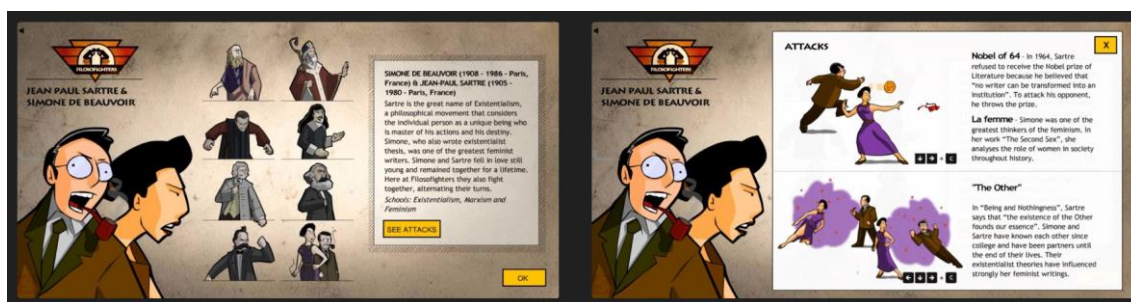 FILOSOFIGHTERS
JEAN PAUL SARTRE &
SIMONE DE BEAUVOIR
SIMONE DE BEAUVOIR (1908 - 1986 - Paris,
France) & JEAN-PAUL SARTRE (1905 -
1980 - Paris, France)
Sartre is the great name of Existentialism,
a philosophical movement that considers
the individual person as a unique being who
is master of his actions and his destiny.
Simone, who also wrote existentialist
thesis, was one of the greatest feminist
writers. Simone and Sartre fell in love still
young and remained together for a lifetime.
Here at Filosofighters they also fight
together, alternating their turns.
Schools: Existentialism, Marxism and
Feminism
SEE ATTACKS
OK
FILOSOFIGHTERS
JEAN PAUL SARTRE &
SIMONE DE BEAUVOIR
ATTACKS
X
Nobel of 64 - In 1964, Sartre
refused to receive the Nobel prize of
Literature because he believed that
"no writer can be transformed into an
institution". To attack his opponent,
he throws the prize.
La femme - Simone was one of the
greatest thinkers of the feminism. In
her work "The Second Sex", she
analyses the role of women in society
throughout history.
+ C
"The Other"
In "Being and Nothingness", Sartre
says that "the existence of the Other
founds our essence". Simone and
Sartre have known each other since
college and have been partners until
the end of their lives. Their
existentialist theories have influenced
strongly her feminist writings.
+ C